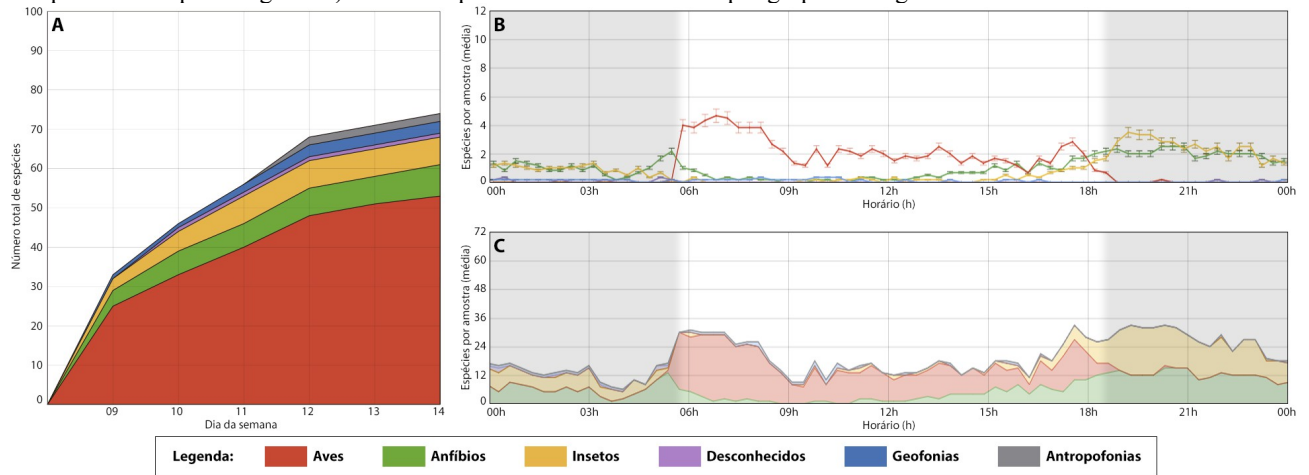 A
100
90
80
70
60
50
40
30
20
10
0
Número total de espécies
09
10
11
12
13
14
Dia da semana
B
12
10
8
6
4
2
0
Espécies por amostra (média)
00h
03h
06h
09h
12h
15h
18h
21h
00h
Horário (h)
C
72
60
48
36
24
12
0
Espécies por amostra (média)
00h
03h
06h
09h
12h
15h
18h
21h
00h
Horário (h)
Legenda: Aves Anfíbios Insetos Desconhecidos Geofonias Antropofonias